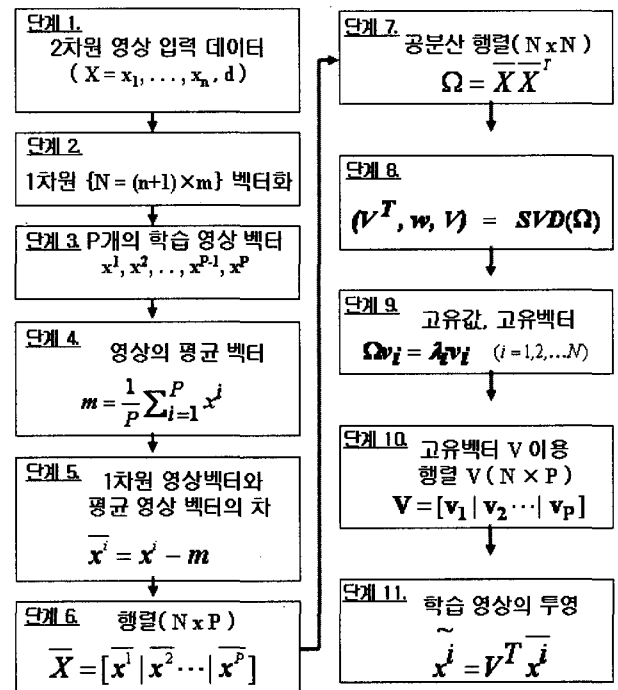 단계 1.
2차원 영상 입력 데이터
( X = x₁, . . . , xₙ, d )
단계 2.
1차원 {N = (n+1)×m} 벡터화
단계 3. P개의 학습 영상 벡터
x¹, x², . . , xᴾ⁻¹, xᴾ
단계 4.
영상의 평균 벡터
m = 1/P ∑ᵢ₌₁ᴾ xⁱ
단계 5.
1차원 영상벡터와
평균 영상 벡터의 차
x̅ⁱ = xⁱ − m
단계 6. 행렬( N x P )
X̅ = [ x̅¹ | x̅² ⋯ | x̅ᴾ ]
단계 7.
공분산 행렬( N x N )
Ω = X̅ X̅ᵀ
단계 8.
(Vᵀ, w, V) = SVD(Ω)
단계 9.
고유값, 고유벡터
Ωvᵢ = λᵢvᵢ (i = 1,2,...N)
단계 10.
고유벡터 V 이용
행렬 V ( N × P )
V = [v₁ | v₂ ⋯ | vP]
단계 11.
학습 영상의 투영
x̃ⁱ = Vᵀ x̅ⁱ